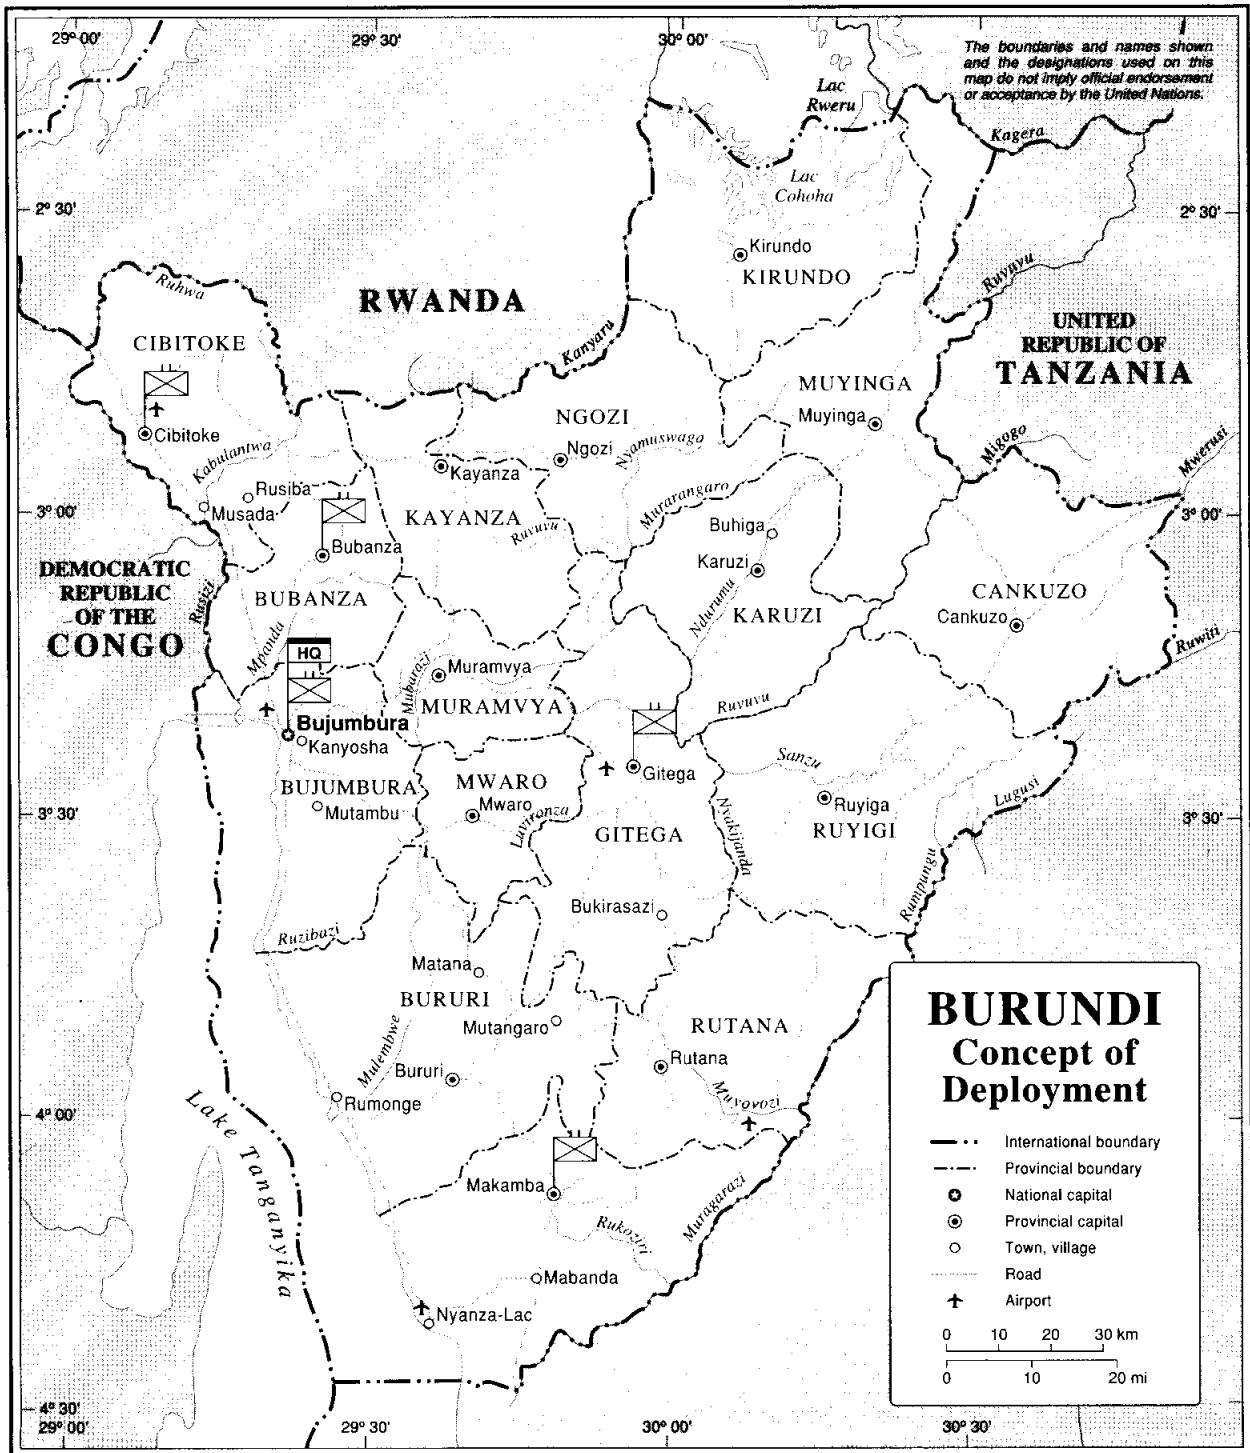 29° 00'
29° 30'
30° 00'
The boundaries and names shown
and the designations used on this
map do not imply official endorsement
or acceptance by the United Nations.
Lac
Rweru
Kagera
Lac
Cohoha
2° 30'
2° 30'
Kirundo
KIRUNDO
Ruvuvu
Ruhwa
RWANDA
Kanyaru
UNITED
REPUBLIC OF
TANZANIA
CIBITOKE
MUYINGA
Muyinga
NGOZI
Ngozi
Nyamuswaga
Cibitoke
Kabulantwa
Kayanza
Migogo
Mwerusi
Rusiba
Musada
KAYANZA
Ruvuvu
Murarangaro
Buhiga
3° 00'
3° 00'
Bubanza
Karuzi
DEMOCRATIC
REPUBLIC
OF THE
CONGO
Rusizi
BUBANZA
Ndurumu
KARUZI
CANKUZO
Cankuzo
Ruwiti
Mpanda
HQ
Mubarazi
Muramvya
MURAMVYA
Ruvuvu
Bujumbura
Kanyosha
Gitega
Sanzu
BUJUMBURA
Mutambu
MWARO
Mwaro
Luvironza
GITEGA
Nyakijanda
Ruyiga
RUYIGI
Lugusi
3° 30'
3° 30'
Rumpungu
Bukirasazi
Ruzibazi
Matana
BURURI
Mutangaro
RUTANA
Rutana
Mulembwe
Bururi
Rumonge
Muvovozi
4° 00'
Lake Tanganyika
Makamba
Muragarazi
Rukoziri
Mabanda
Nyanza-Lac
BURUNDI
Concept of
Deployment
International boundary
Provincial boundary
National capital
Provincial capital
Town, village
Road
Airport
0 10 20 30 km
0 10 20 mi
4° 30'
29° 00'
29° 30'
30° 00'
30° 30'